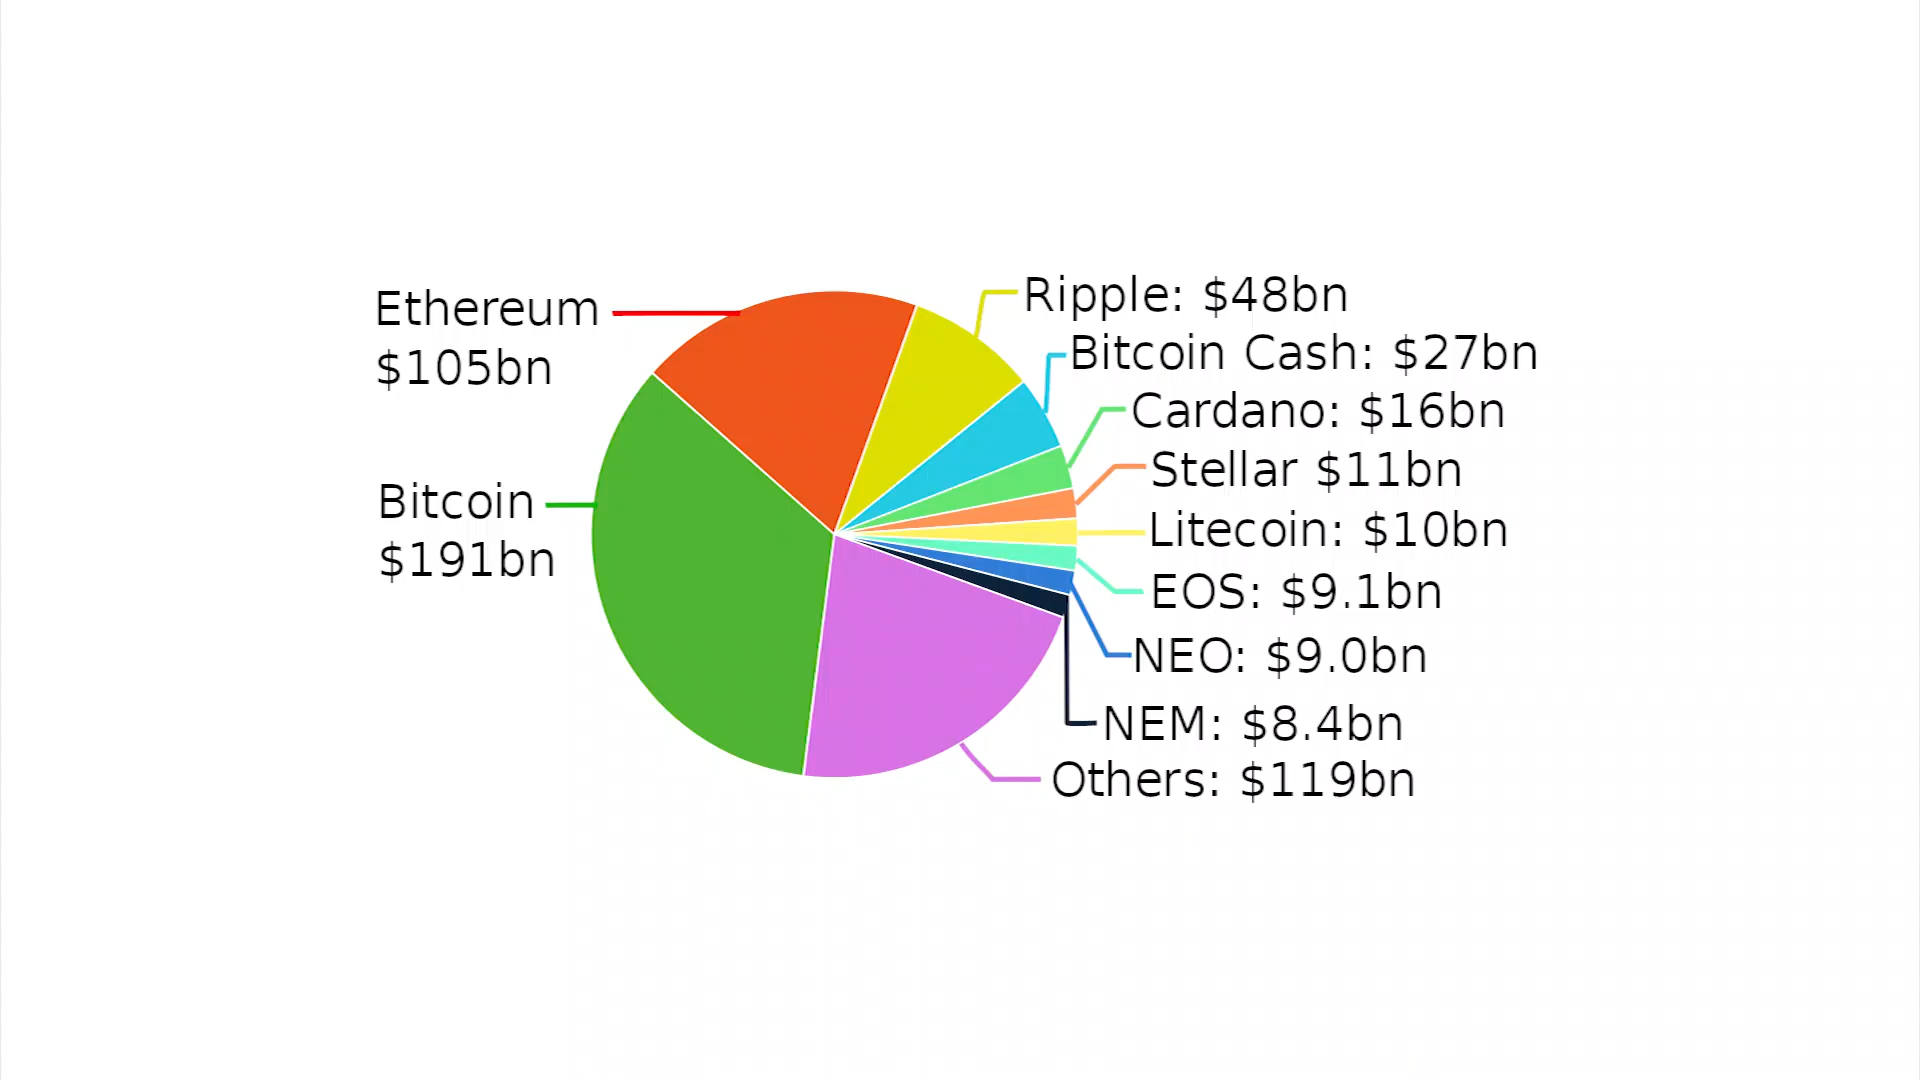 Ethereum
$105bn
Bitcoin
$191bn
Ripple: $48bn
Bitcoin Cash: $27bn
Cardano: $16bn
Stellar $11bn
Litecoin: $10bn
EOS: $9.1bn
NEO: $9.0bn
NEM: $8.4bn
Others: $119bn